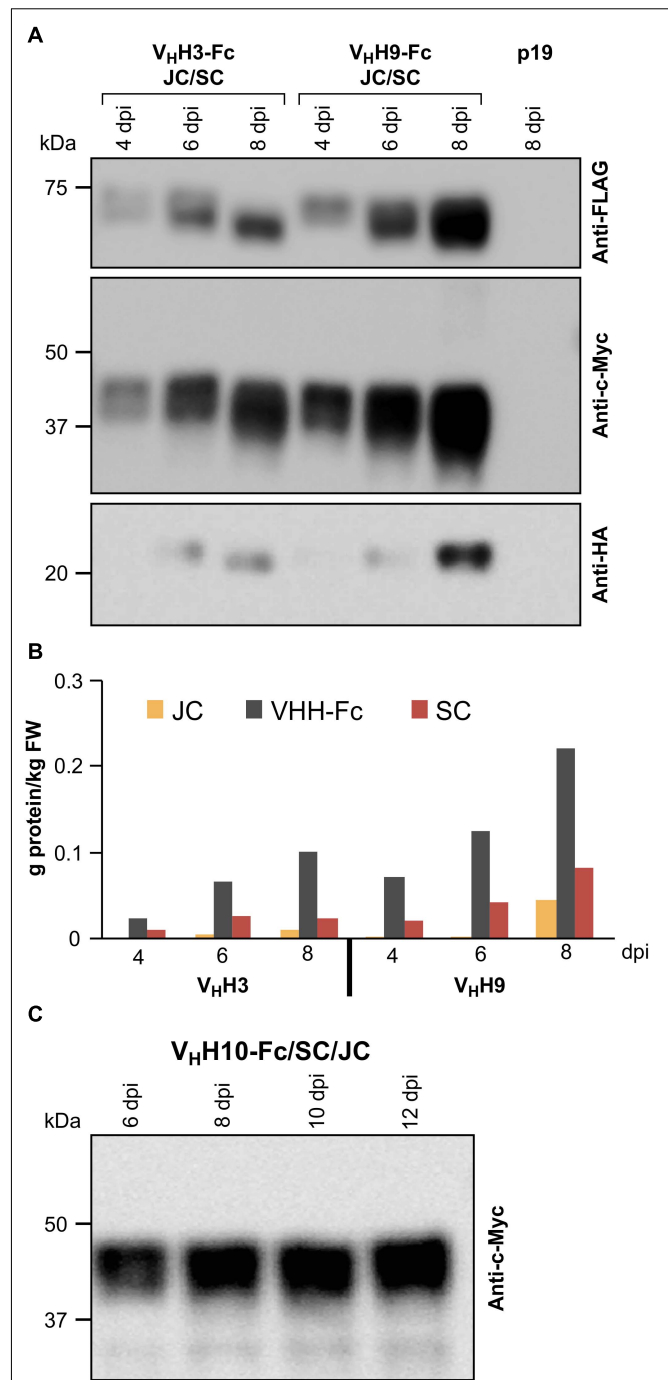 A
VHH3-Fc
JC/SC
VHH9-Fc
JC/SC
p19
kDa
4 dpi
6 dpi
8 dpi
4 dpi
6 dpi
8 dpi
8 dpi
75
Anti-FLAG
50
37
Anti-c-Myc
20
Anti-HA
B
g protein/kg FW
0.3
0.2
0.1
0
JC
VHH-Fc
SC
4
6
8
4
6
8
dpi
VHH3
VHH9
C
VHH10-Fc/SC/JC
kDa
6 dpi
8 dpi
10 dpi
12 dpi
50
37
Anti-c-Myc